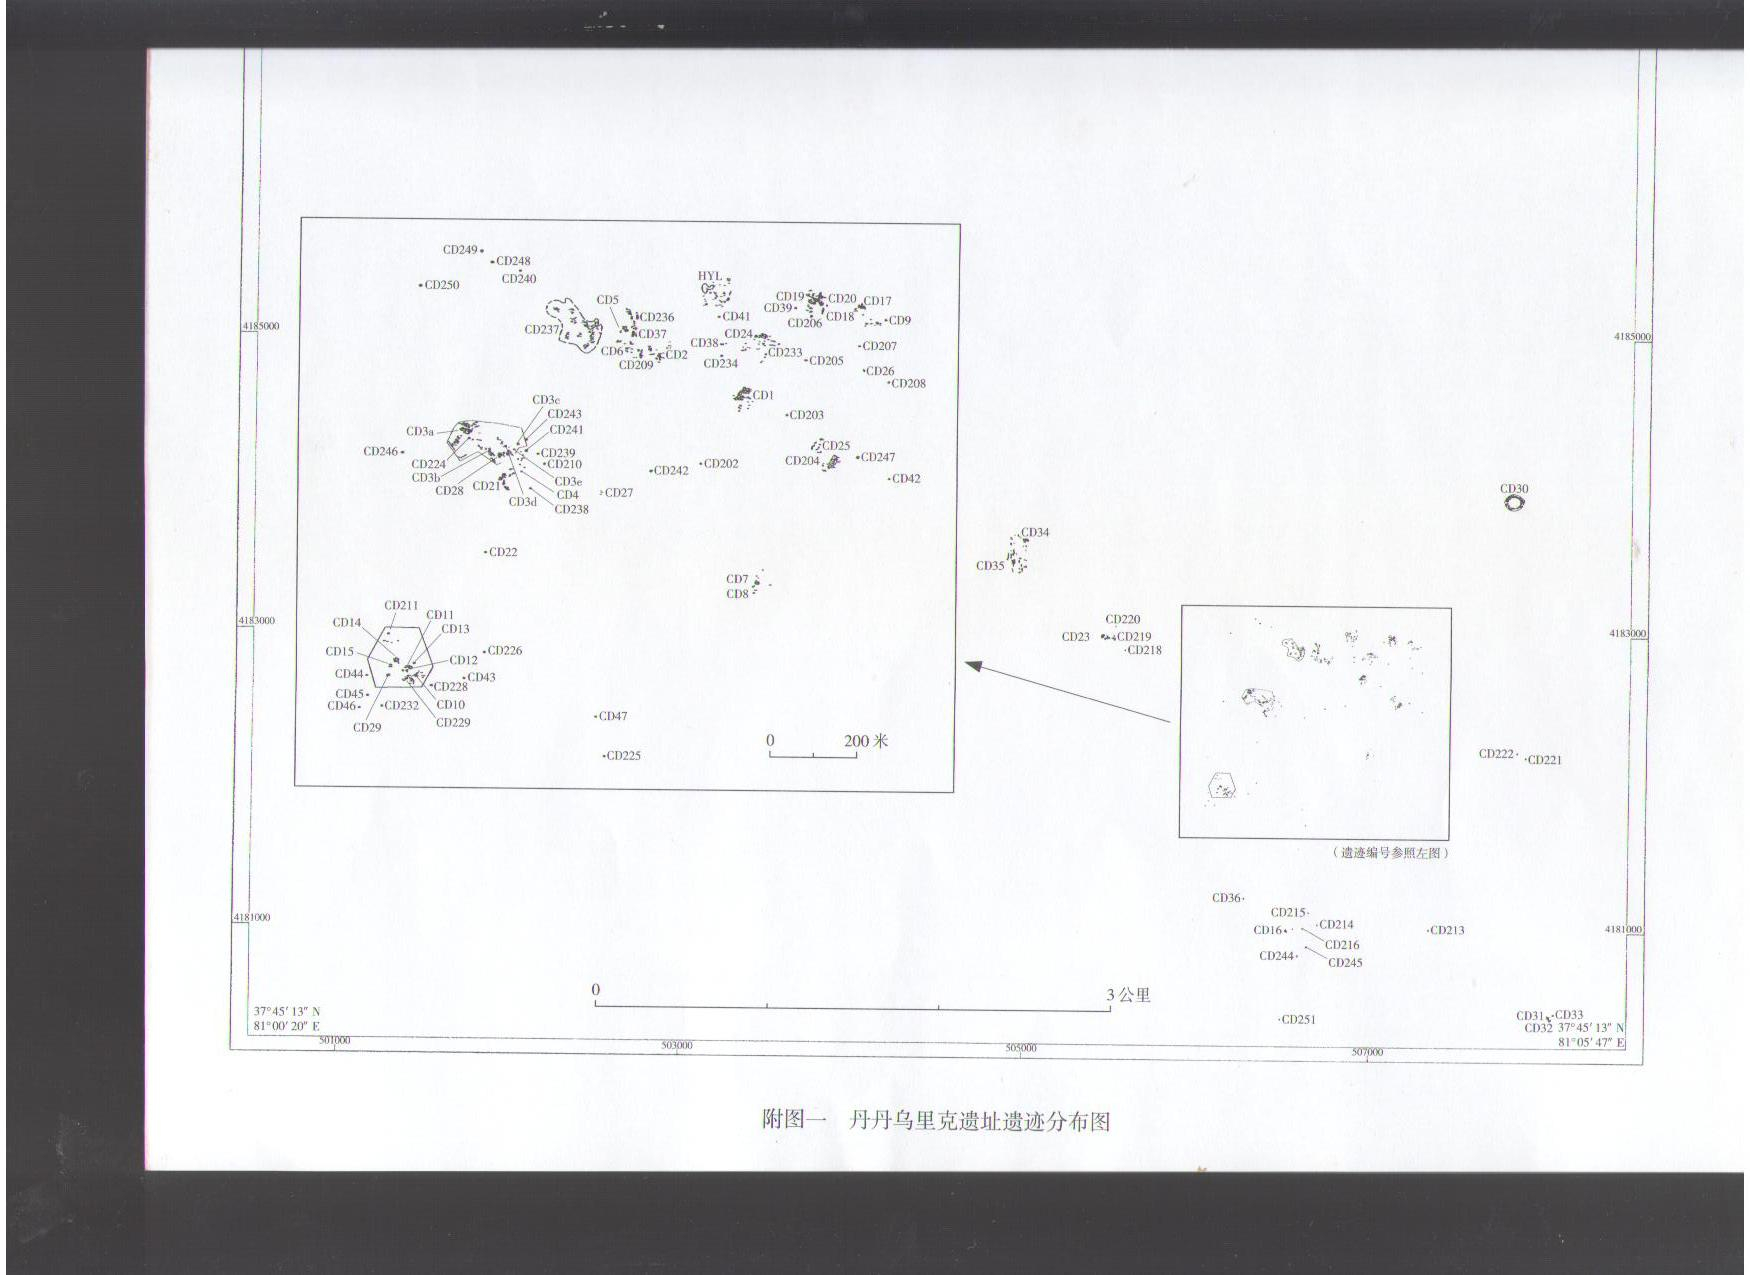 CD249
CD248
CD240
CD250
HYL
CD5
CD19
CD20
CD17
CD39
CD236
CD41
CD206
CD18
CD9
CD237
CD37
CD24
CD38
CD207
CD6
CD2
CD233
CD209
CD234
CD205
CD26
CD208
4185000
4185000
CD1
CD3c
CD243
CD203
CD3a
CD241
CD246
CD239
CD25
CD224
CD210
CD204
CD247
CD3b
CD242
CD202
CD28
CD21
CD3e
CD42
CD4
CD27
CD3d
CD238
CD30
CD22
CD34
CD35
CD7
CD8
CD211
CD11
CD14
CD13
4183000
4183000
CD220
CD23
CD219
CD218
CD15
CD12
CD226
CD44
CD43
CD228
CD45
CD46
CD232
CD10
CD29
CD229
CD47
CD225
0
200 米
CD222
CD221
(遗迹编号参照左图)
CD36
CD215
CD214
CD16
CD213
CD216
CD244
CD245
4181000
4181000
0
3 公里
37°45′13″ N
81°00′20″ E
CD251
CD31
CD33
CD32
37°45′13″ N
81°05′47″ E
501000
503000
505000
507000
附图一 丹丹乌里克遗址遗迹分布图